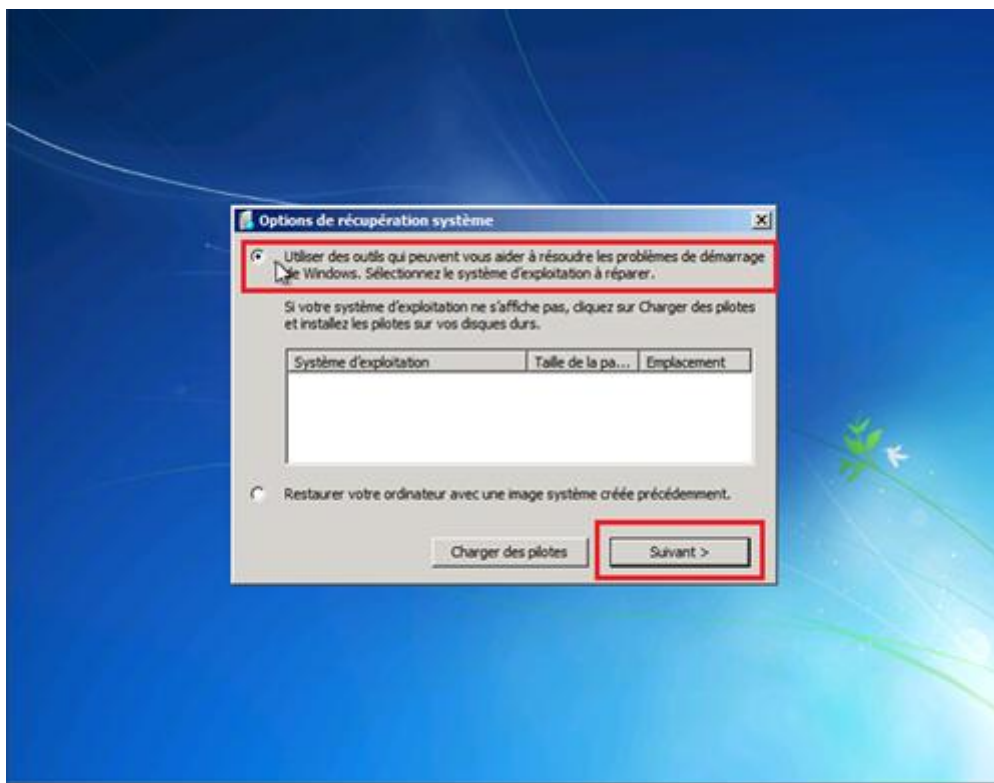 Options de récupération système
Utiliser des outils qui peuvent vous aider à résoudre les problèmes de démarrage
de Windows. Sélectionnez le système d'exploitation à réparer.
Si votre système d'exploitation ne s'affiche pas, cliquez sur Charger des pilotes
et installez les pilotes sur vos disques durs.
Système d'exploitation Taille de la pa... Emplacement
Restaurer votre ordinateur avec une image système créée précédemment.
Charger des pilotes Suivant >